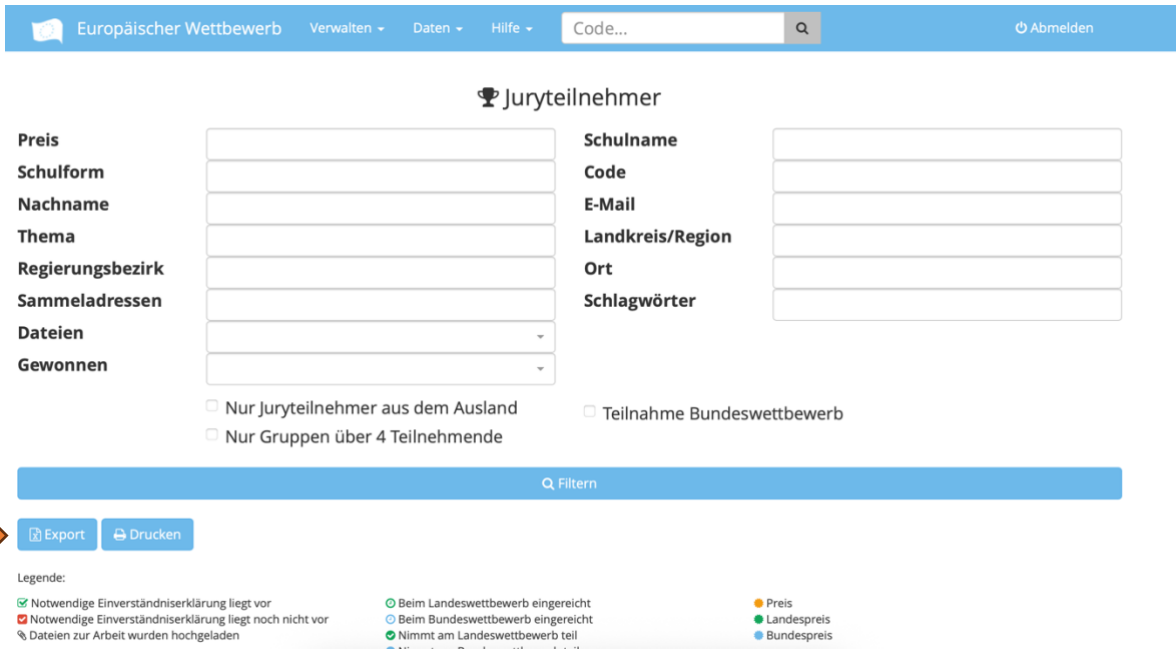 Europäischer Wettbewerb Verwalten Daten Hilfe Code... Abmelden
Juryteilnehmer
Preis Schulname
Schulform Code
Nachname E-Mail
Thema Landkreis/Region
Regierungsbezirk Ort
Sammeladressen Schlagwörter
Dateien
Gewonnen
Nur Juryteilnehmer aus dem Ausland Teilnahme Bundeswettbewerb
Nur Gruppen über 4 Teilnehmende
Filtern
Export Drucken
Legende:
Notwendige Einverständniserklärung liegt vor Beim Landeswettbewerb eingereicht Preis
Notwendige Einverständniserklärung liegt noch nicht vor Beim Bundeswettbewerb eingereicht Landespreis
Dateien zur Arbeit wurden hochgeladen Nimmt am Landeswettbewerb teil Bundespreis